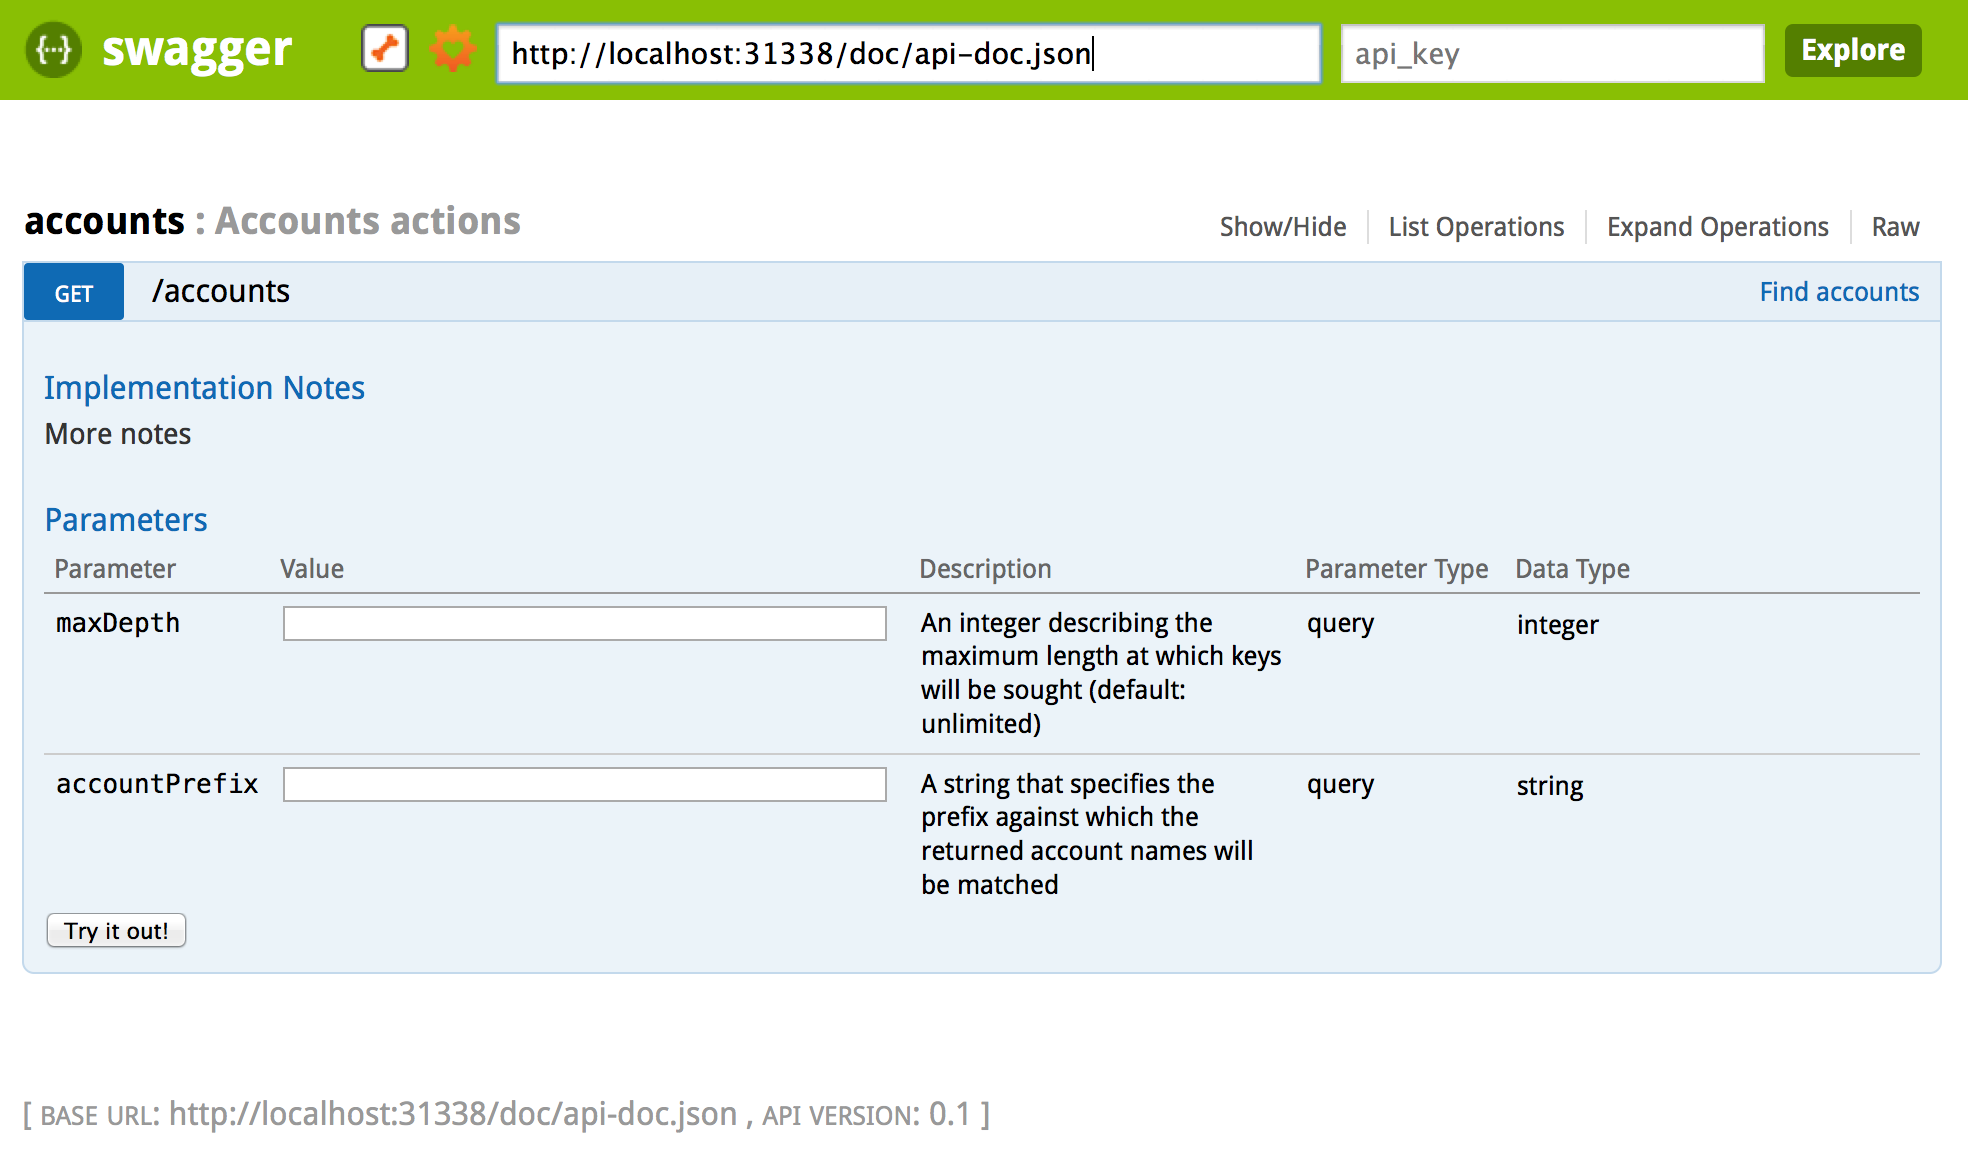 {···} swagger http://localhost:31338/doc/api-doc.json api_key Explore
accounts : Accounts actions Show/Hide List Operations Expand Operations Raw
GET /accounts Find accounts
Implementation Notes
More notes
Parameters
Parameter Value Description Parameter Type Data Type
maxDepth An integer describing the query integer
maximum length at which keys
will be sought (default:
unlimited)
accountPrefix A string that specifies the query string
prefix against which the
returned account names will
be matched
Try it out!
[ BASE URL: http://localhost:31338/doc/api-doc.json , API VERSION: 0.1 ]